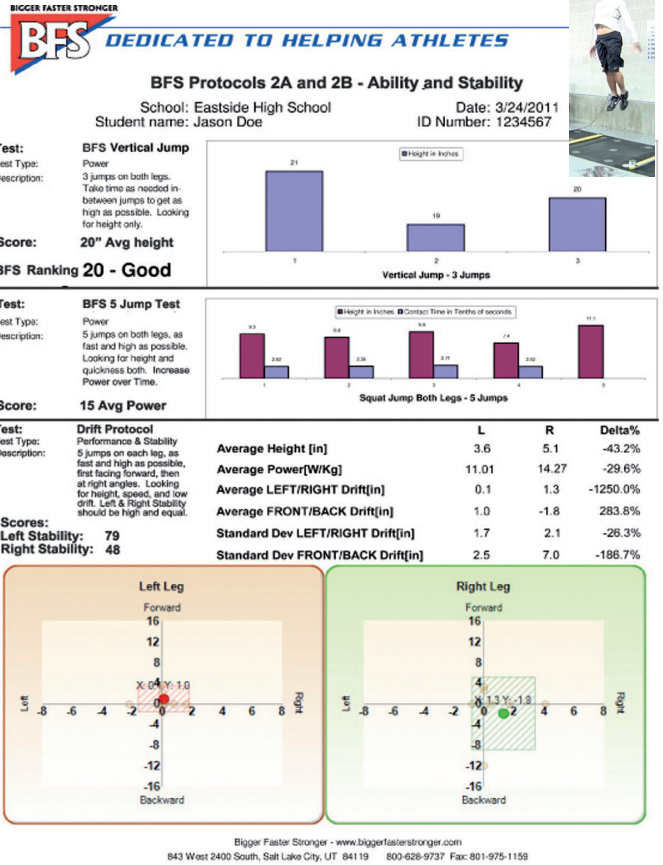 BIGGER FASTER STRONGER
BFS
DEDICATED TO HELPING ATHLETES
BFS Protocols 2A and 2B - Ability and Stability
School: Eastside High School
Date: 3/24/2011
Student name: Jason Doe
ID Number: 1234567
est:
BFS Vertical Jump
est Type:
Power
escription:
3 jumps on both legs.
Take time as needed in-
between jumps to get as
high as possible. Looking
for height only.
Score:
20” Avg height
BFS Ranking 20 - Good
Height in Inches
21
19
20
1
2
3
Vertical Jump - 3 Jumps
Test:
BFS 5 Jump Test
est Type:
Power
escription:
5 jumps on both legs, as
fast and high as possible.
Looking for height and
quickness both. Increase
Power over Time.
Score:
15 Avg Power
Height in Inches
Contact Time in Tenths of seconds
1
2
3
4
5
Squat Jump Both Legs - 5 Jumps
est:
Drift Protocol
est Type:
Performance & Stability
escription:
5 jumps on each leg, as
fast and high as possible,
first facing forward, then
at right angles. Looking
for height, speed, and low
drift. Left & Right Stability
should be high and equal.
Scores:
Left Stability: 79
Right Stability: 48
L R Delta%
Average Height [in] 3.6 5.1 -43.2%
Average Power[W/Kg] 11.01 14.27 -29.6%
Average LEFT/RIGHT Drift[in] 0.1 1.3 -1250.0%
Average FRONT/BACK Drift[in] 1.0 -1.8 283.8%
Standard Dev LEFT/RIGHT Drift[in] 1.7 2.1 -26.3%
Standard Dev FRONT/BACK Drift[in] 2.5 7.0 -186.7%
Left Leg
Forward
16
12
8
4
Left
-8 -6 -4 -2 0 2 4 6 8
Right
-4
-8
-12
-16
Backward
Right Leg
Forward
16
12
8
4
X: 1.3 Y: -1.8
Left
-8 -6 -4 -2 0 2 4 6 8
Right
-4
-8
-12
-16
Backward
Bigger Faster Stronger - www.biggerfasterstronger.com
843 West 2400 South, Salt Lake City, UT 84119 800-628-9737 Fax: 801-975-1159